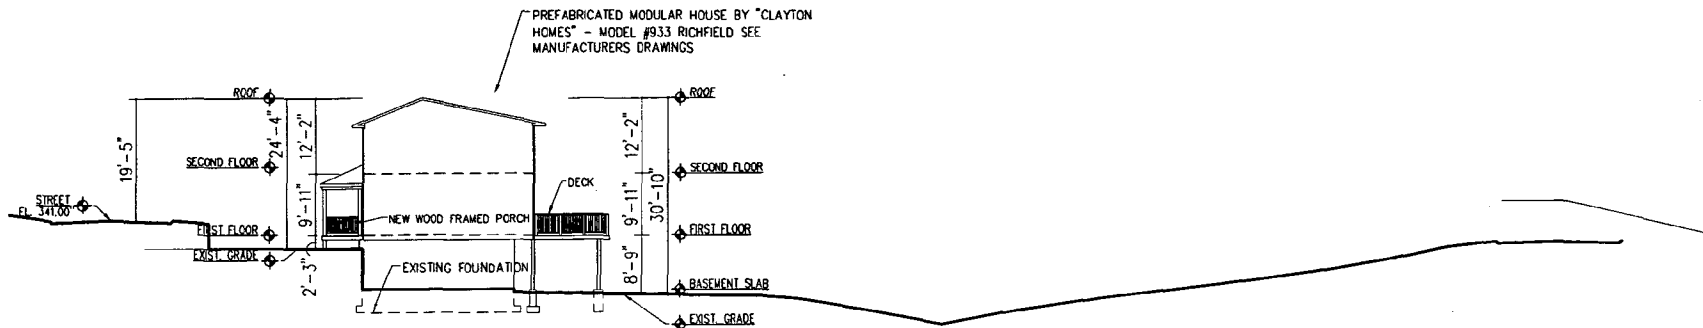 PREFABRICATED MODULAR HOUSE BY "CLAYTON
HOMES" - MODEL #933 RICHFIELD SEE
MANUFACTURERS DRAWINGS
ROOF
ROOF
19'-5"
24'-4"
12'-2"
12'-2"
SECOND FLOOR
SECOND FLOOR
DECK
STREET
EL. 341.00
9'-11"
9'-11"
30'-10"
NEW WOOD FRAMED PORCH
FIRST FLOOR
FIRST FLOOR
EXIST. GRADE
2'-3"
EXISTING FOUNDATION
8'-9"
BASEMENT SLAB
EXIST. GRADE